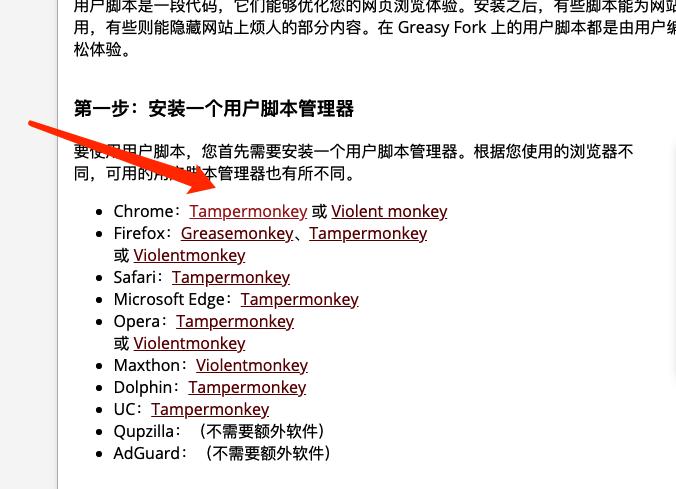 用户脚本是一段代码，它们能够优化您的网页浏览体验。安装之后，有些脚本能为网站
用，有些则能隐藏网站上烦人的部分内容。在 Greasy Fork 上的用户脚本都是由用户编
松体验。
第一步：安装一个用户脚本管理器
要使用用户脚本，您首先需要安装一个用户脚本管理器。根据您使用的浏览器不
同，可用的用户脚本管理器也有所不同。
Chrome：Tampermonkey 或 Violent monkey
Firefox：Greasemonkey、Tampermonkey
或 Violentmonkey
Safari：Tampermonkey
Microsoft Edge：Tampermonkey
Opera：Tampermonkey
或 Violentmonkey
Maxthon：Violentmonkey
Dolphin：Tampermonkey
UC：Tampermonkey
Qupzilla：（不需要额外软件）
AdGuard：（不需要额外软件）